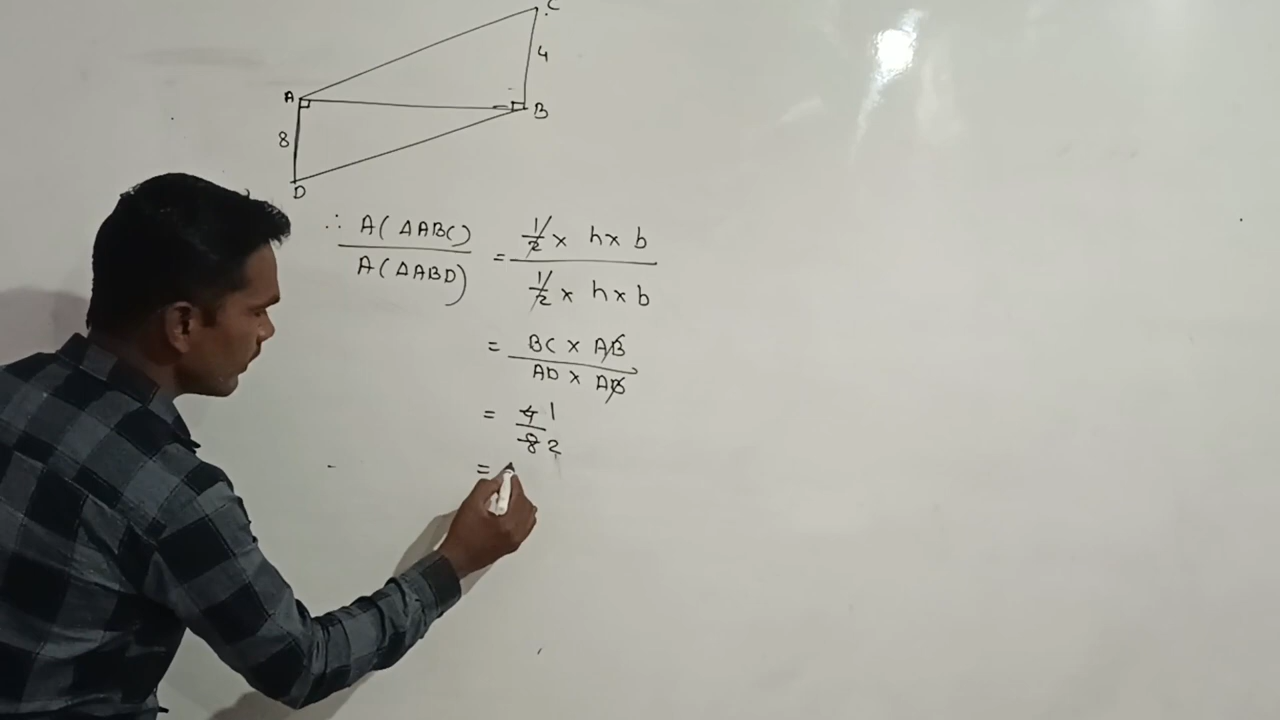 C
4
A
B
8
D
∴ A(ΔABC) / A(ΔABD) = 1/2 × h × b / 1/2 × h × b
= BC × AB / AD × AB
= 4 1 / 8 2
=